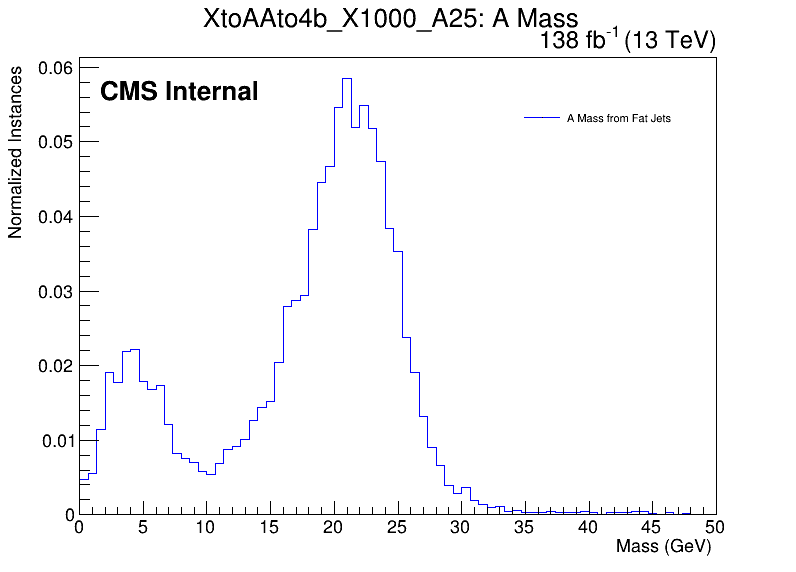 XtoAAto4b_X1000_A25: A Mass
138 fb-1 (13 TeV)
CMS Internal
A Mass from Fat Jets
Normalized Instances
0.06
0.05
0.04
0.03
0.02
0.01
0
0 5 10 15 20 25 30 35 40 45 50
Mass (GeV)